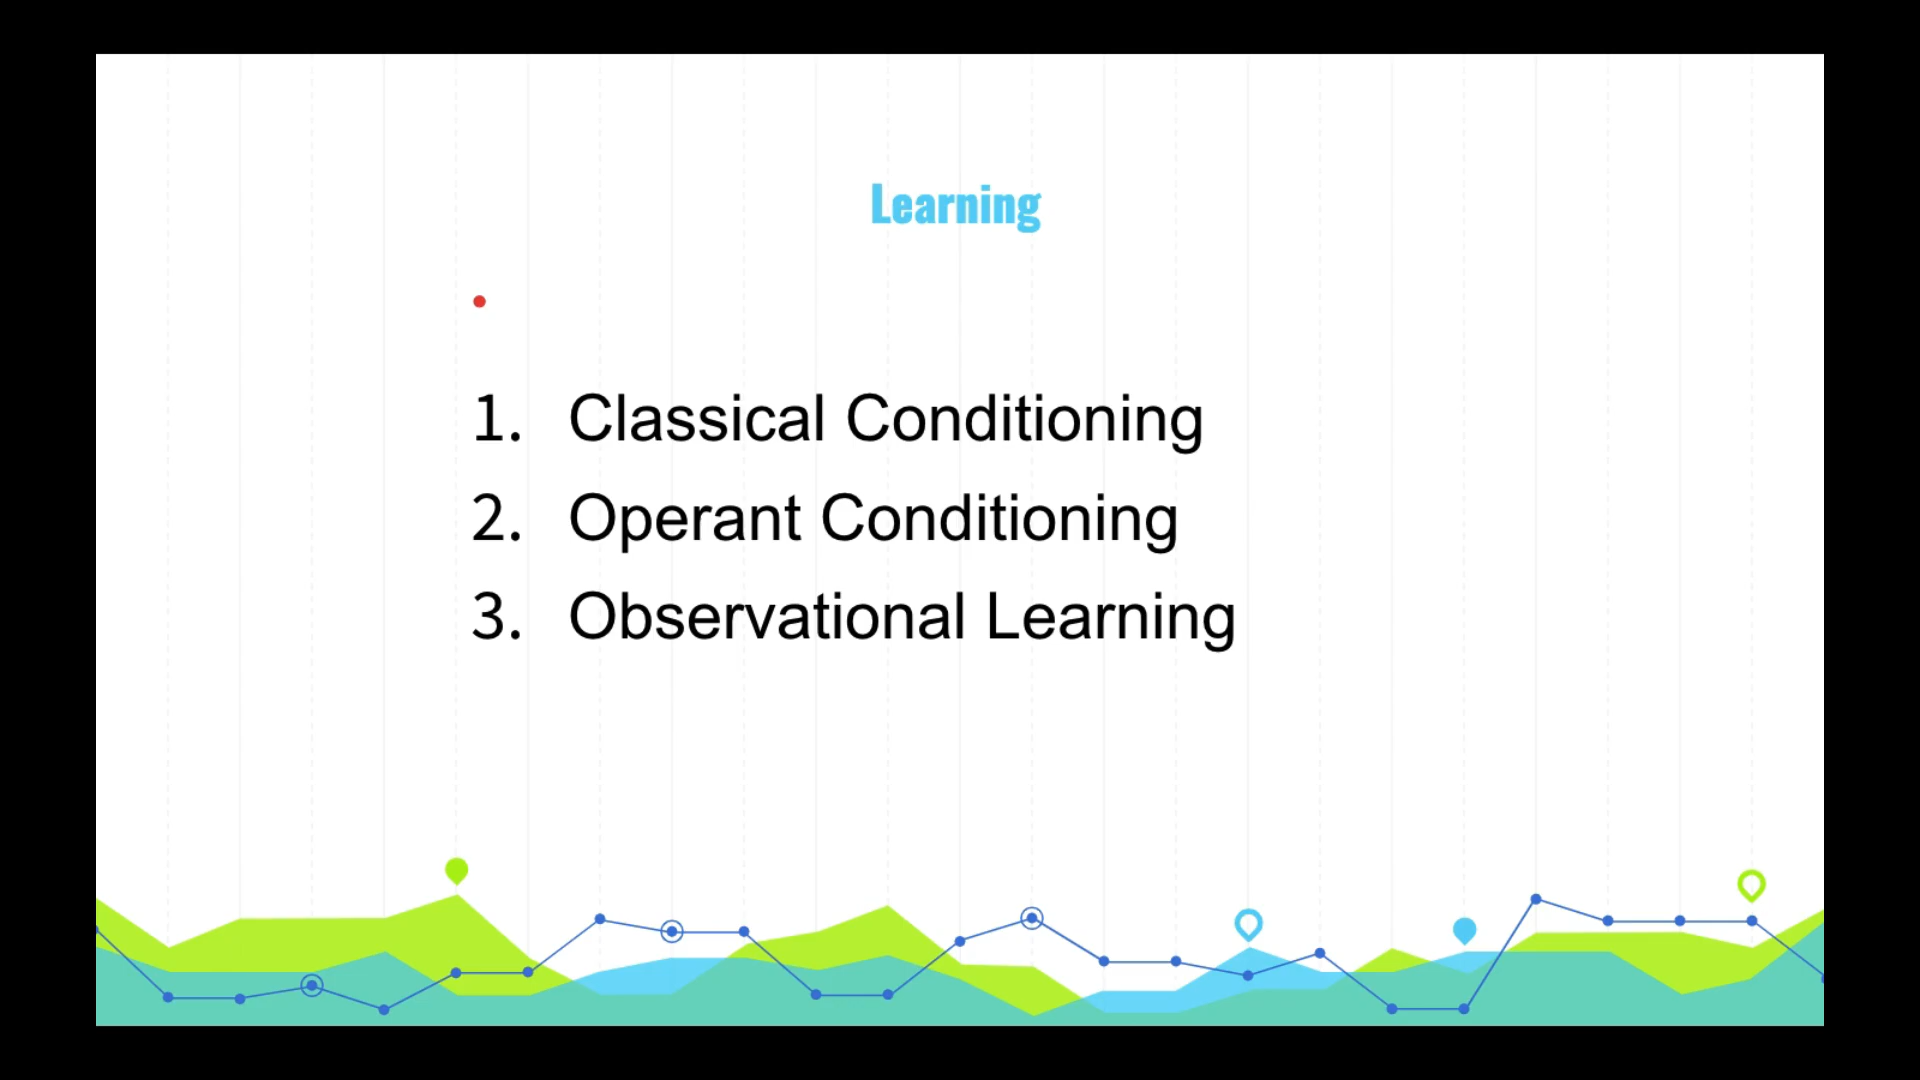 Learning
1. Classical Conditioning
2. Operant Conditioning
3. Observational Learning